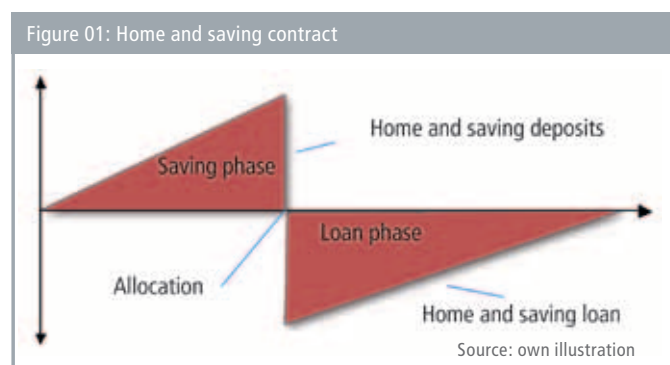 Figure 01: Home and saving contract
Home and saving deposits
Saving phase
Loan phase
Allocation
Home and saving loan
Source: own illustration